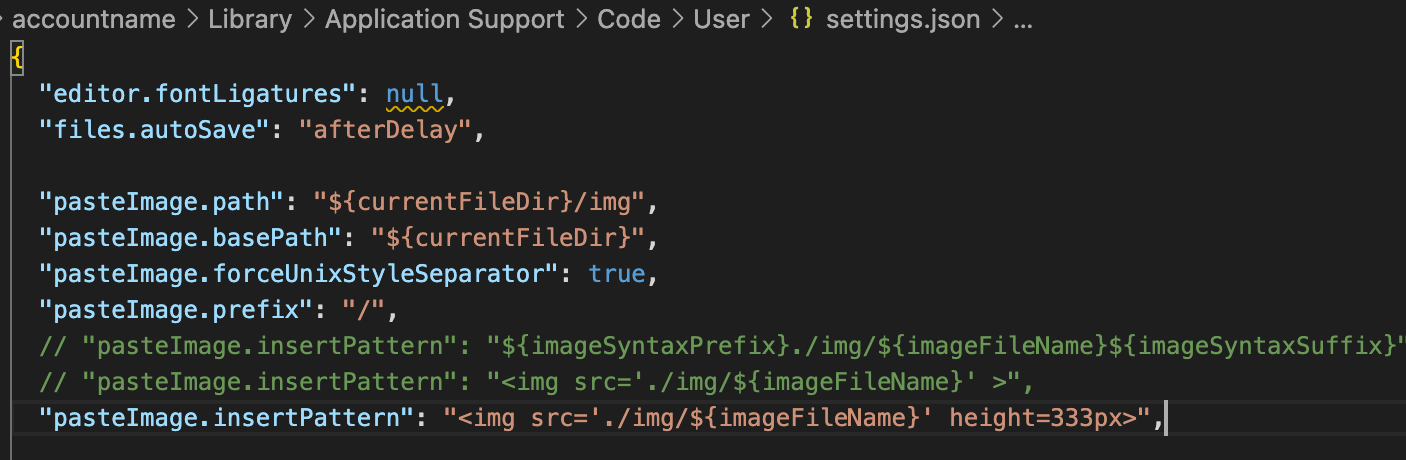 accountname > Library > Application Support > Code > User > {} settings.json > ...
{
"editor.fontLigatures": null,
"files.autoSave": "afterDelay",
"pasteImage.path": "${currentFileDir}/img",
"pasteImage.basePath": "${currentFileDir}",
"pasteImage.forceUnixStyleSeparator": true,
"pasteImage.prefix": "/",
// "pasteImage.insertPattern": "${imageSyntaxPrefix}./img/${imageFileName}${imageSyntaxSuffix}"
// "pasteImage.insertPattern": "<img src='./img/${imageFileName}' >",
"pasteImage.insertPattern": "<img src='./img/${imageFileName}' height=333px>",